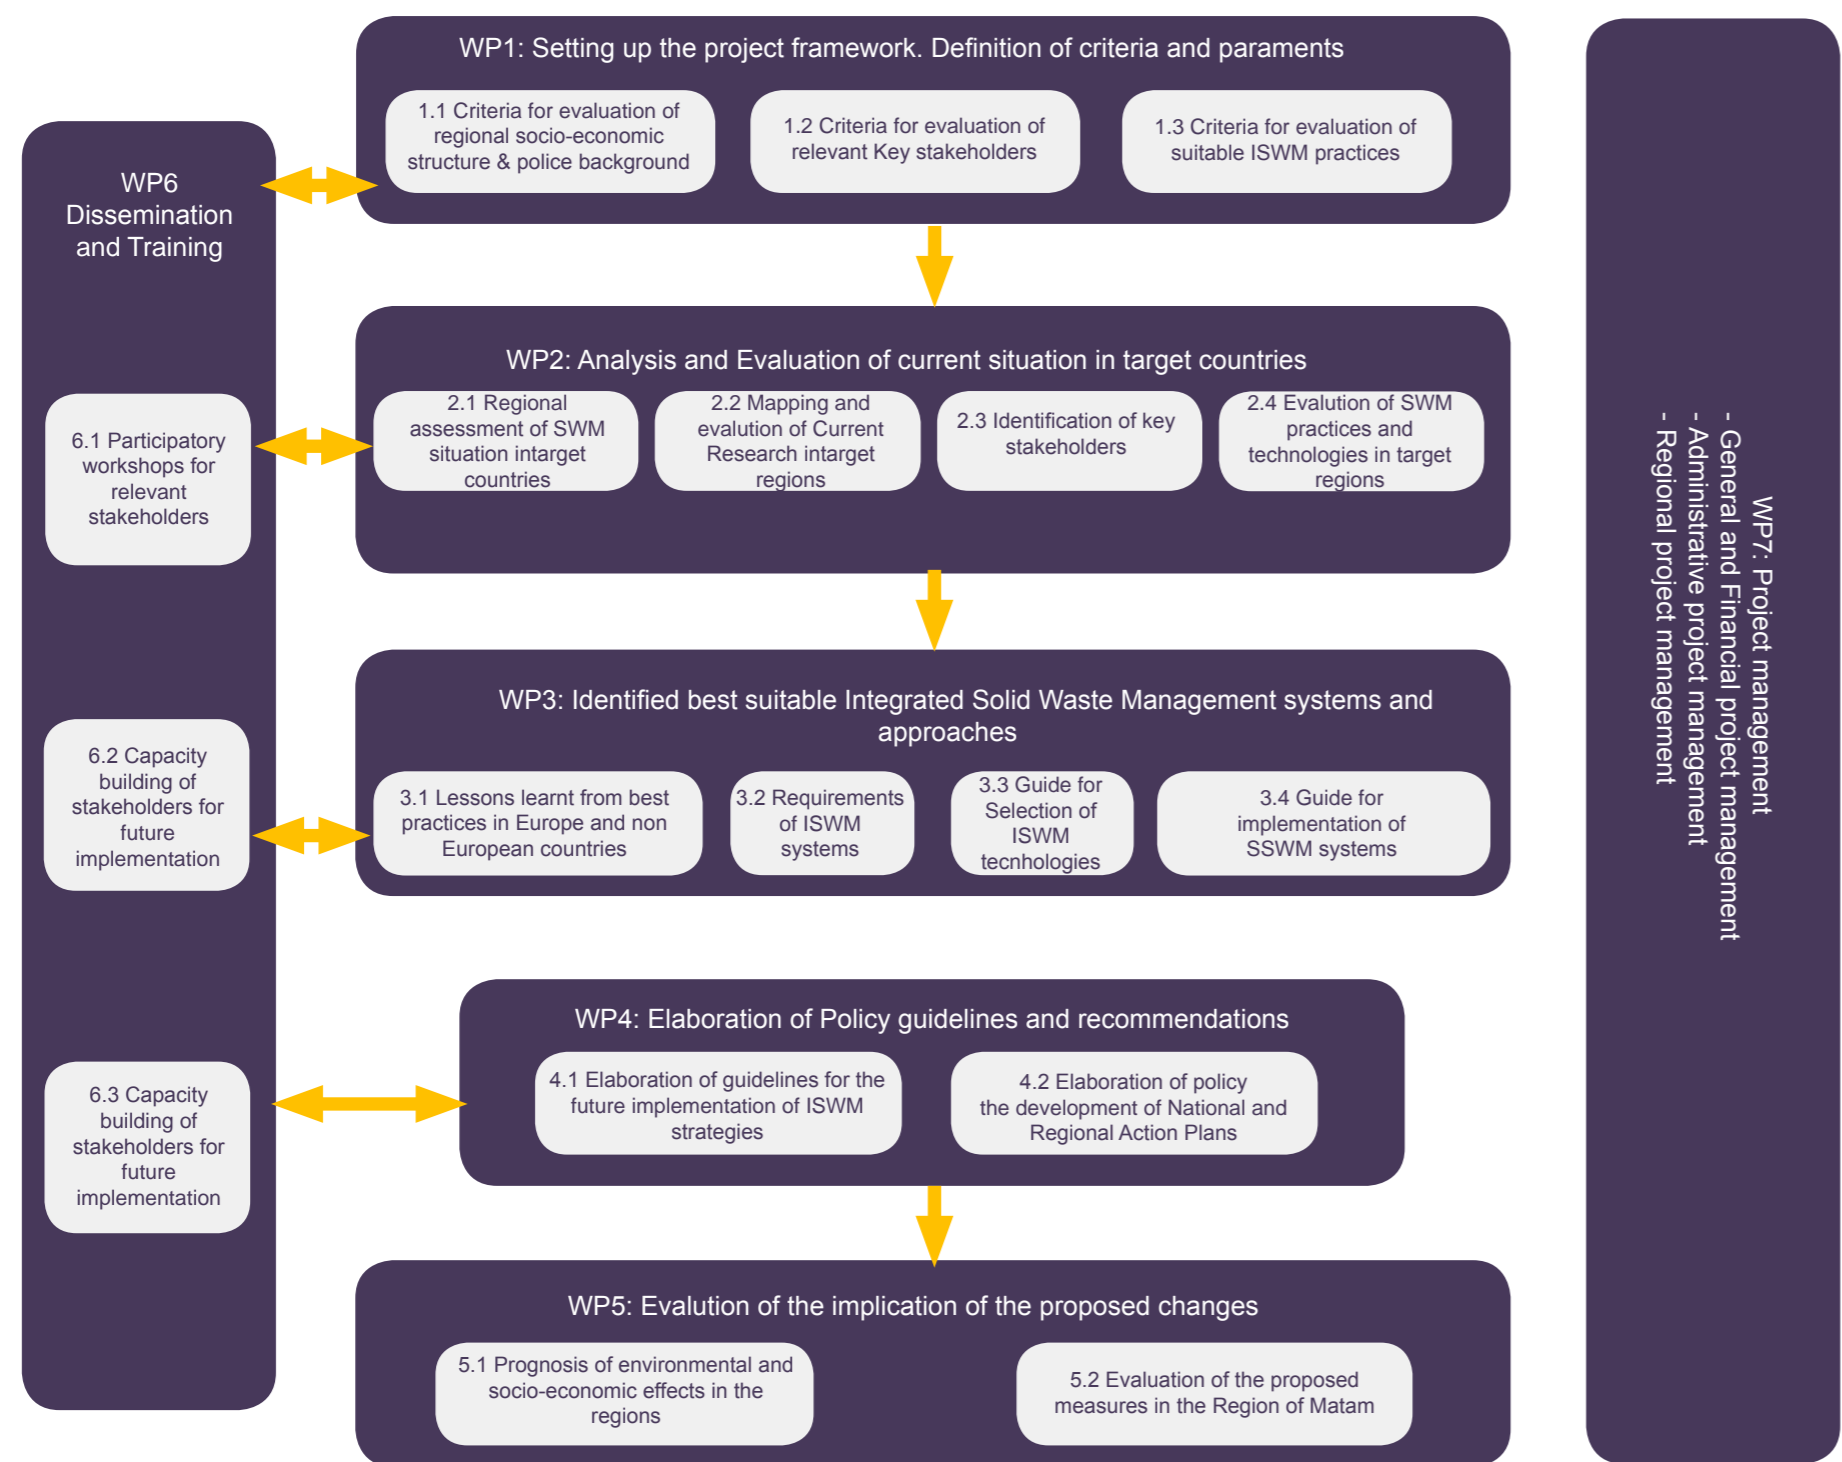 WP1: Setting up the project framework. Definition of criteria and paraments
1.1 Criteria for evaluation of
regional socio-economic
structure & police background
1.2 Criteria for evaluation of
relevant Key stakeholders
1.3 Criteria for evaluation of
suitable ISWM practices
WP6
Dissemination
and Training
6.1 Participatory
workshops for
relevant
stakeholders
6.2 Capacity
building of
stakeholders for
future
implementation
6.3 Capacity
building of
stakeholders for
future
implementation
WP2: Analysis and Evaluation of current situation in target countries
2.1 Regional
assessment of SWM
situation intarget
countries
2.2 Mapping and
evalution of Current
Research intarget
regions
2.3 Identification of key
stakeholders
2.4 Evalution of SWM
practices and
technologies in target
regions
WP3: Identified best suitable Integrated Solid Waste Management systems and
approaches
3.1 Lessons learnt from best
practices in Europe and non
European countries
3.2 Requirements
of ISWM
systems
3.3 Guide for
Selection of
ISWM
tecnhologies
3.4 Guide for
implementation of
SSWM systems
WP4: Elaboration of Policy guidelines and recommendations
4.1 Elaboration of guidelines for the
future implementation of ISWM
strategies
4.2 Elaboration of policy
the development of National and
Regional Action Plans
WP5: Evalution of the implication of the proposed changes
5.1 Prognosis of environmental and
socio-economic effects in the
regions
5.2 Evaluation of the proposed
measures in the Region of Matam
WP7: Project management
- General and Financial project management
- Administrative project management
- Regional project management